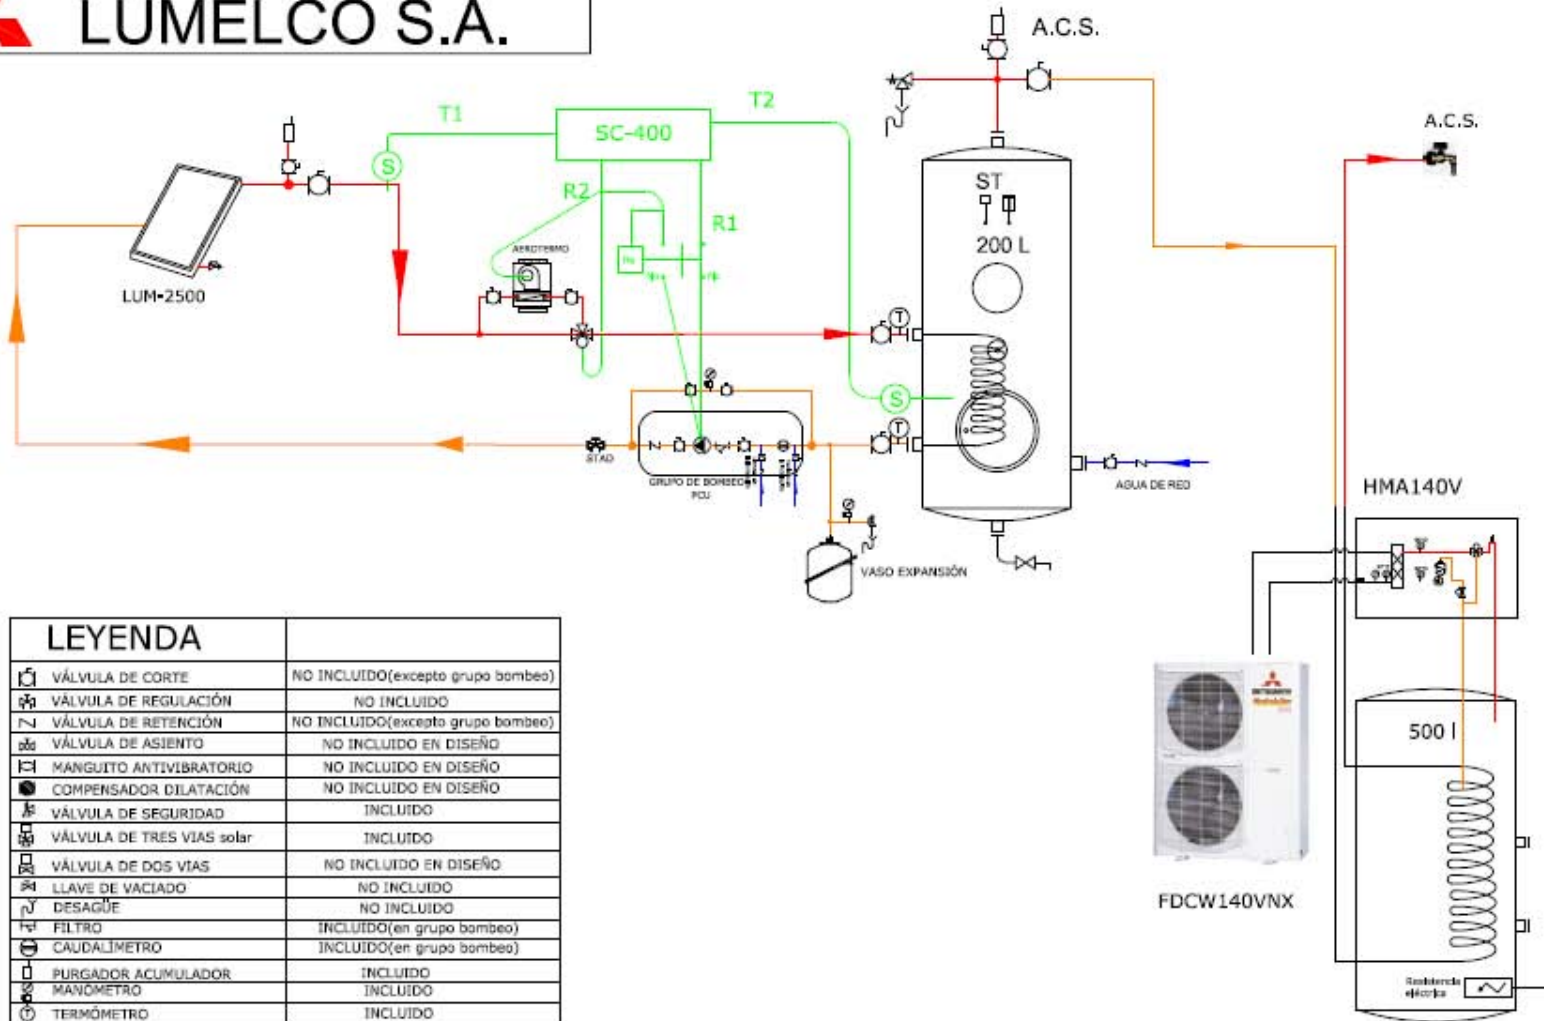 LUMELCO S.A.
A.C.S.
T1
T2
SC-400
A.C.S.
S
R2
ST
R1
AEROTERMO
200 L
LUM-2500
T
S
T
STAD
GRUPO DE BOMBEO
PCU
AGUA DE RED
HMA140V
VASO EXPANSIÓN
LEYENDA
VÁLVULA DE CORTE NO INCLUIDO(excepto grupo bombeo)
VÁLVULA DE REGULACIÓN NO INCLUIDO
VÁLVULA DE RETENCIÓN NO INCLUIDO(excepto grupo bombeo)
VÁLVULA DE ASIENTO NO INCLUIDO EN DISEÑO
MANGUITO ANTIVIBRATORIO NO INCLUIDO EN DISEÑO
COMPENSADOR DILATACIÓN NO INCLUIDO EN DISEÑO
VÁLVULA DE SEGURIDAD INCLUIDO
VÁLVULA DE TRES VIAS solar INCLUIDO
VÁLVULA DE DOS VIAS NO INCLUIDO EN DISEÑO
LLAVE DE VACIADO NO INCLUIDO
DESAGÜE NO INCLUIDO
FILTRO INCLUIDO(en grupo bombeo)
CAUDALÍMETRO INCLUIDO(en grupo bombeo)
PURGADOR ACUMULADOR INCLUIDO
MANÓMETRO INCLUIDO
TERMÓMETRO INCLUIDO
500 l
FDCW140VNX
Resistencia
eléctrica